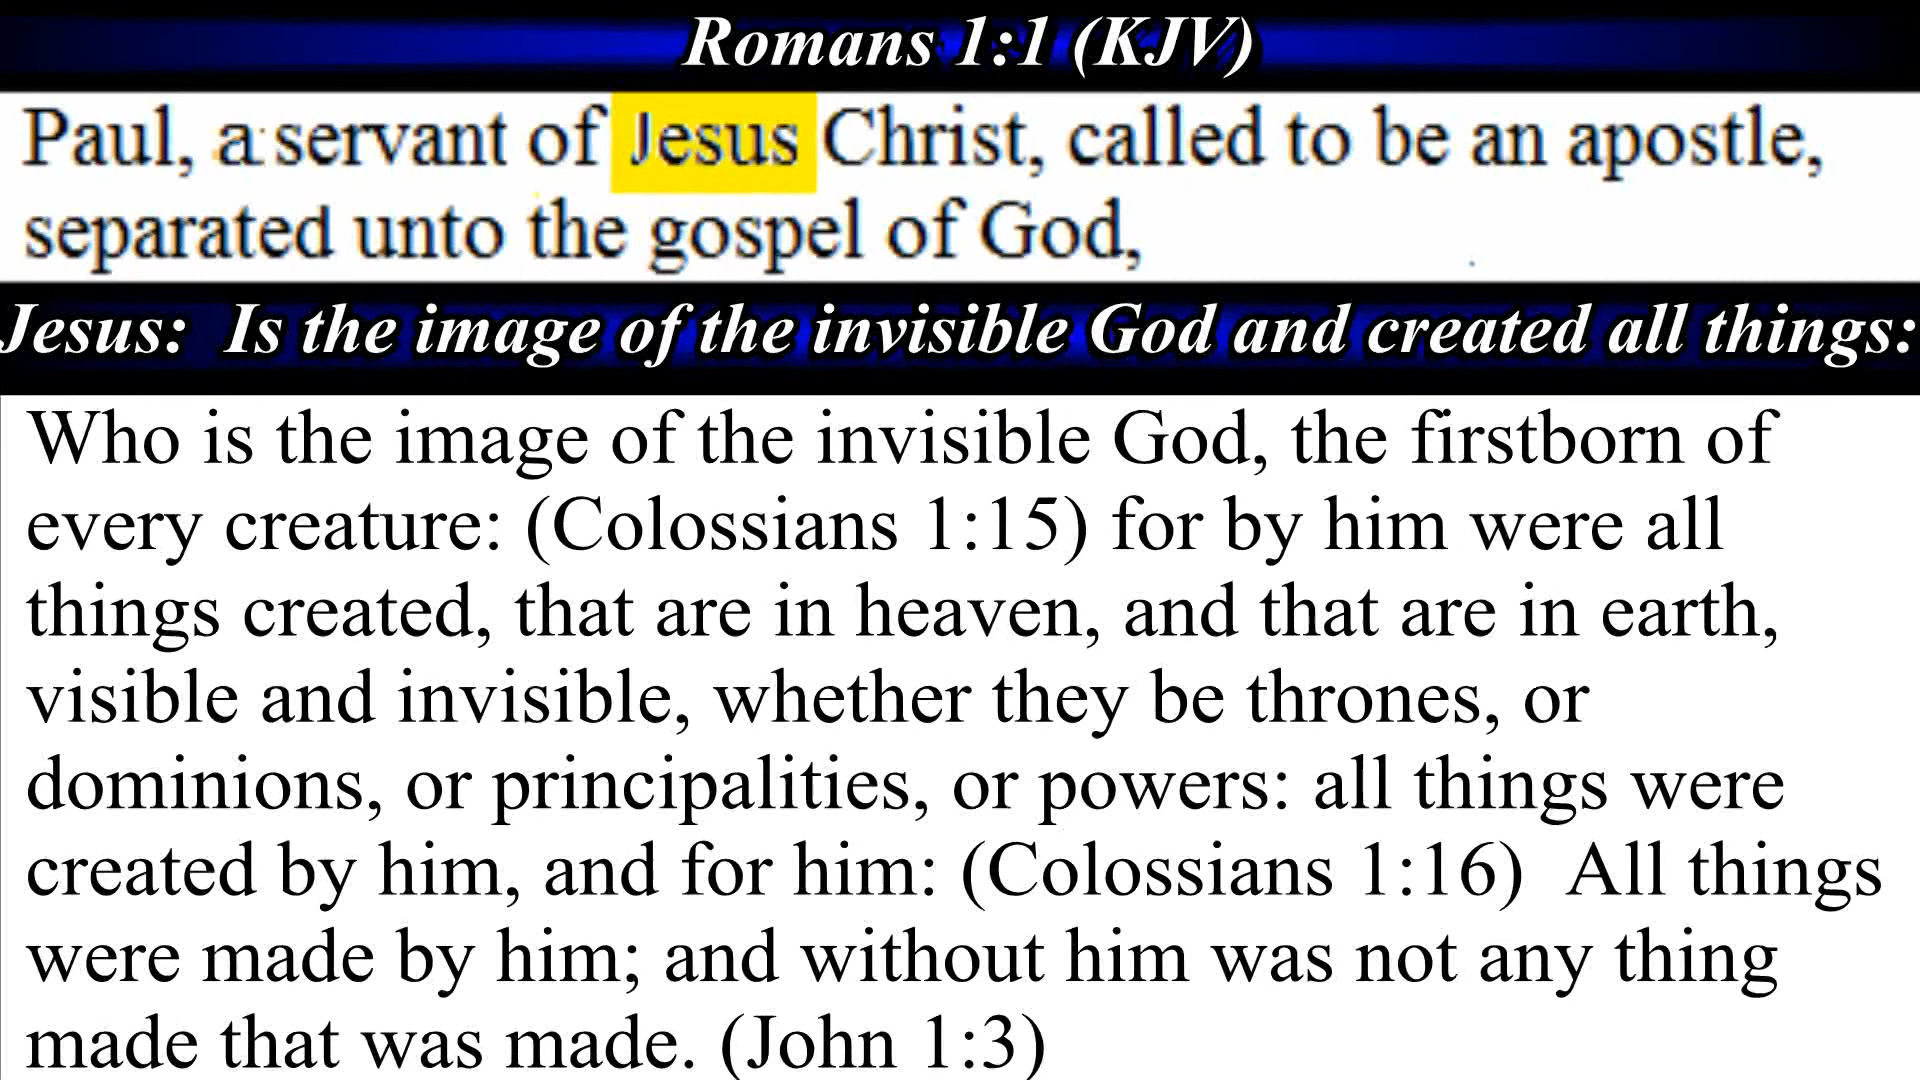 Romans 1:1 (KJV)
Paul, a servant of Jesus Christ, called to be an apostle,
separated unto the gospel of God,
Jesus:  Is the image of the invisible God and created all things:
Who is the image of the invisible God, the firstborn of
every creature: (Colossians 1:15) for by him were all
things created, that are in heaven, and that are in earth,
visible and invisible, whether they be thrones, or
dominions, or principalities, or powers: all things were
created by him, and for him: (Colossians 1:16)  All things
were made by him; and without him was not any thing
made that was made. (John 1:3)